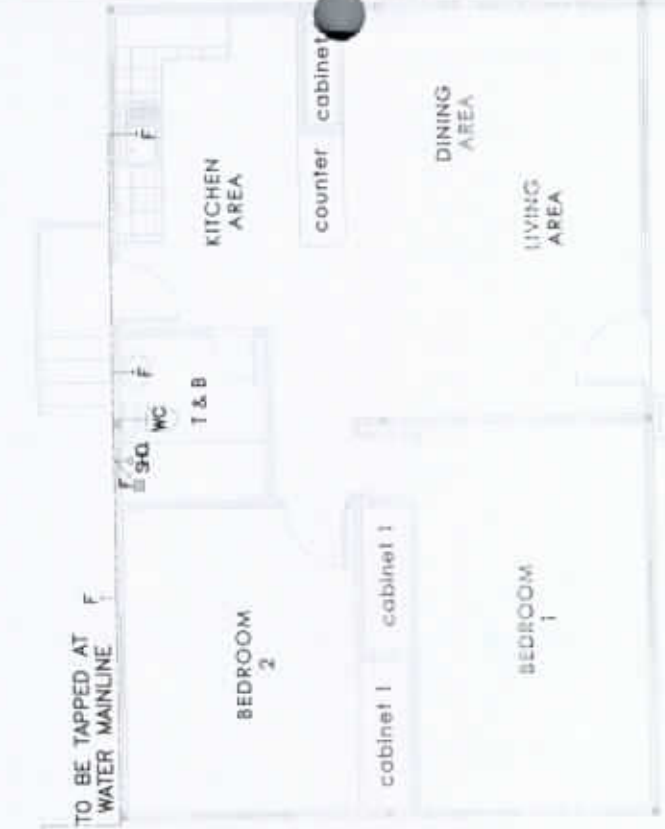 TO BE TAPPED AT
WATER MAINLINE
F
F
SHO.
WC
F
F
T & B
KITCHEN
AREA
cabinet
counter
DINING
AREA
LIVING
AREA
BEDROOM
2
cabinet 1
cabinet 1
BEDROOM
1